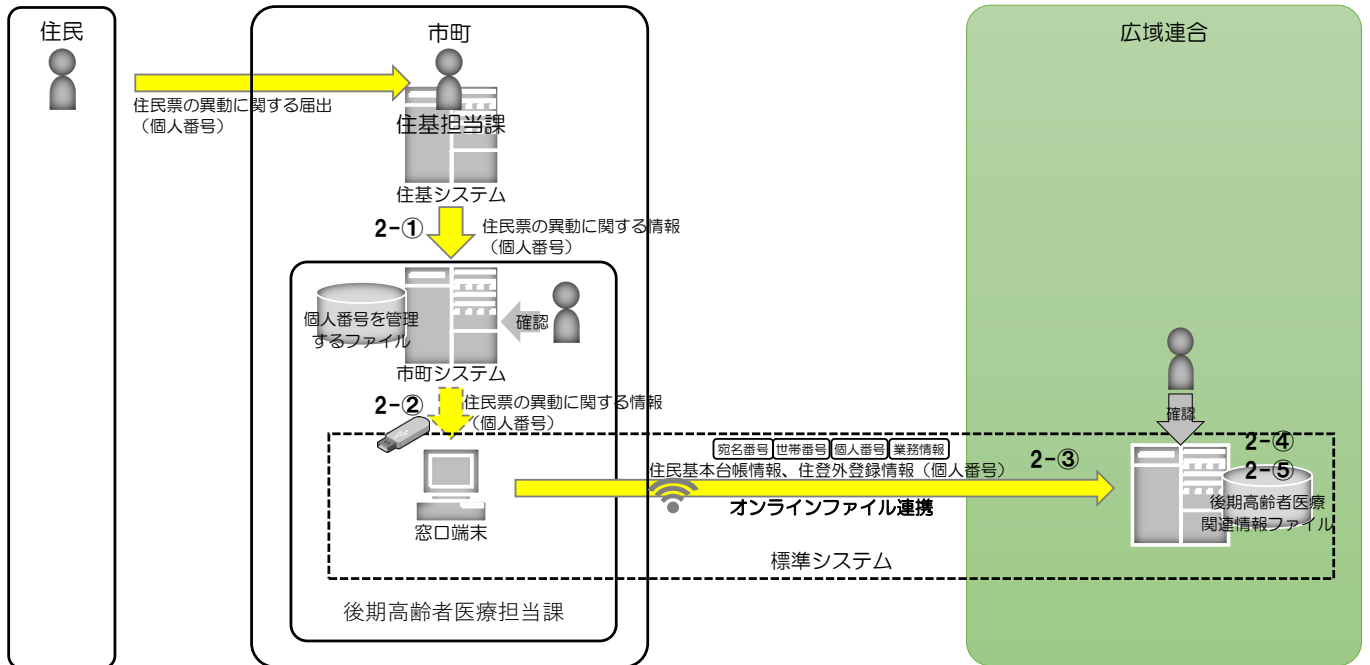 住民
市町
広域連合
住民票の異動に関する届出
（個人番号）
住基担当課
住基システム
2-①
住民票の異動に関する情報
（個人番号）
個人番号を管理
するファイル
確認
市町システム
2-②
住民票の異動に関する情報
（個人番号）
確認
宛名番号 世帯番号 個人番号 業務情報
住民基本台帳情報、住登外登録情報（個人番号）
2-③
2-④
2-⑤
オンラインファイル連携
後期高齢者医療
関連情報ファイル
窓口端末
標準システム
後期高齢者医療担当課